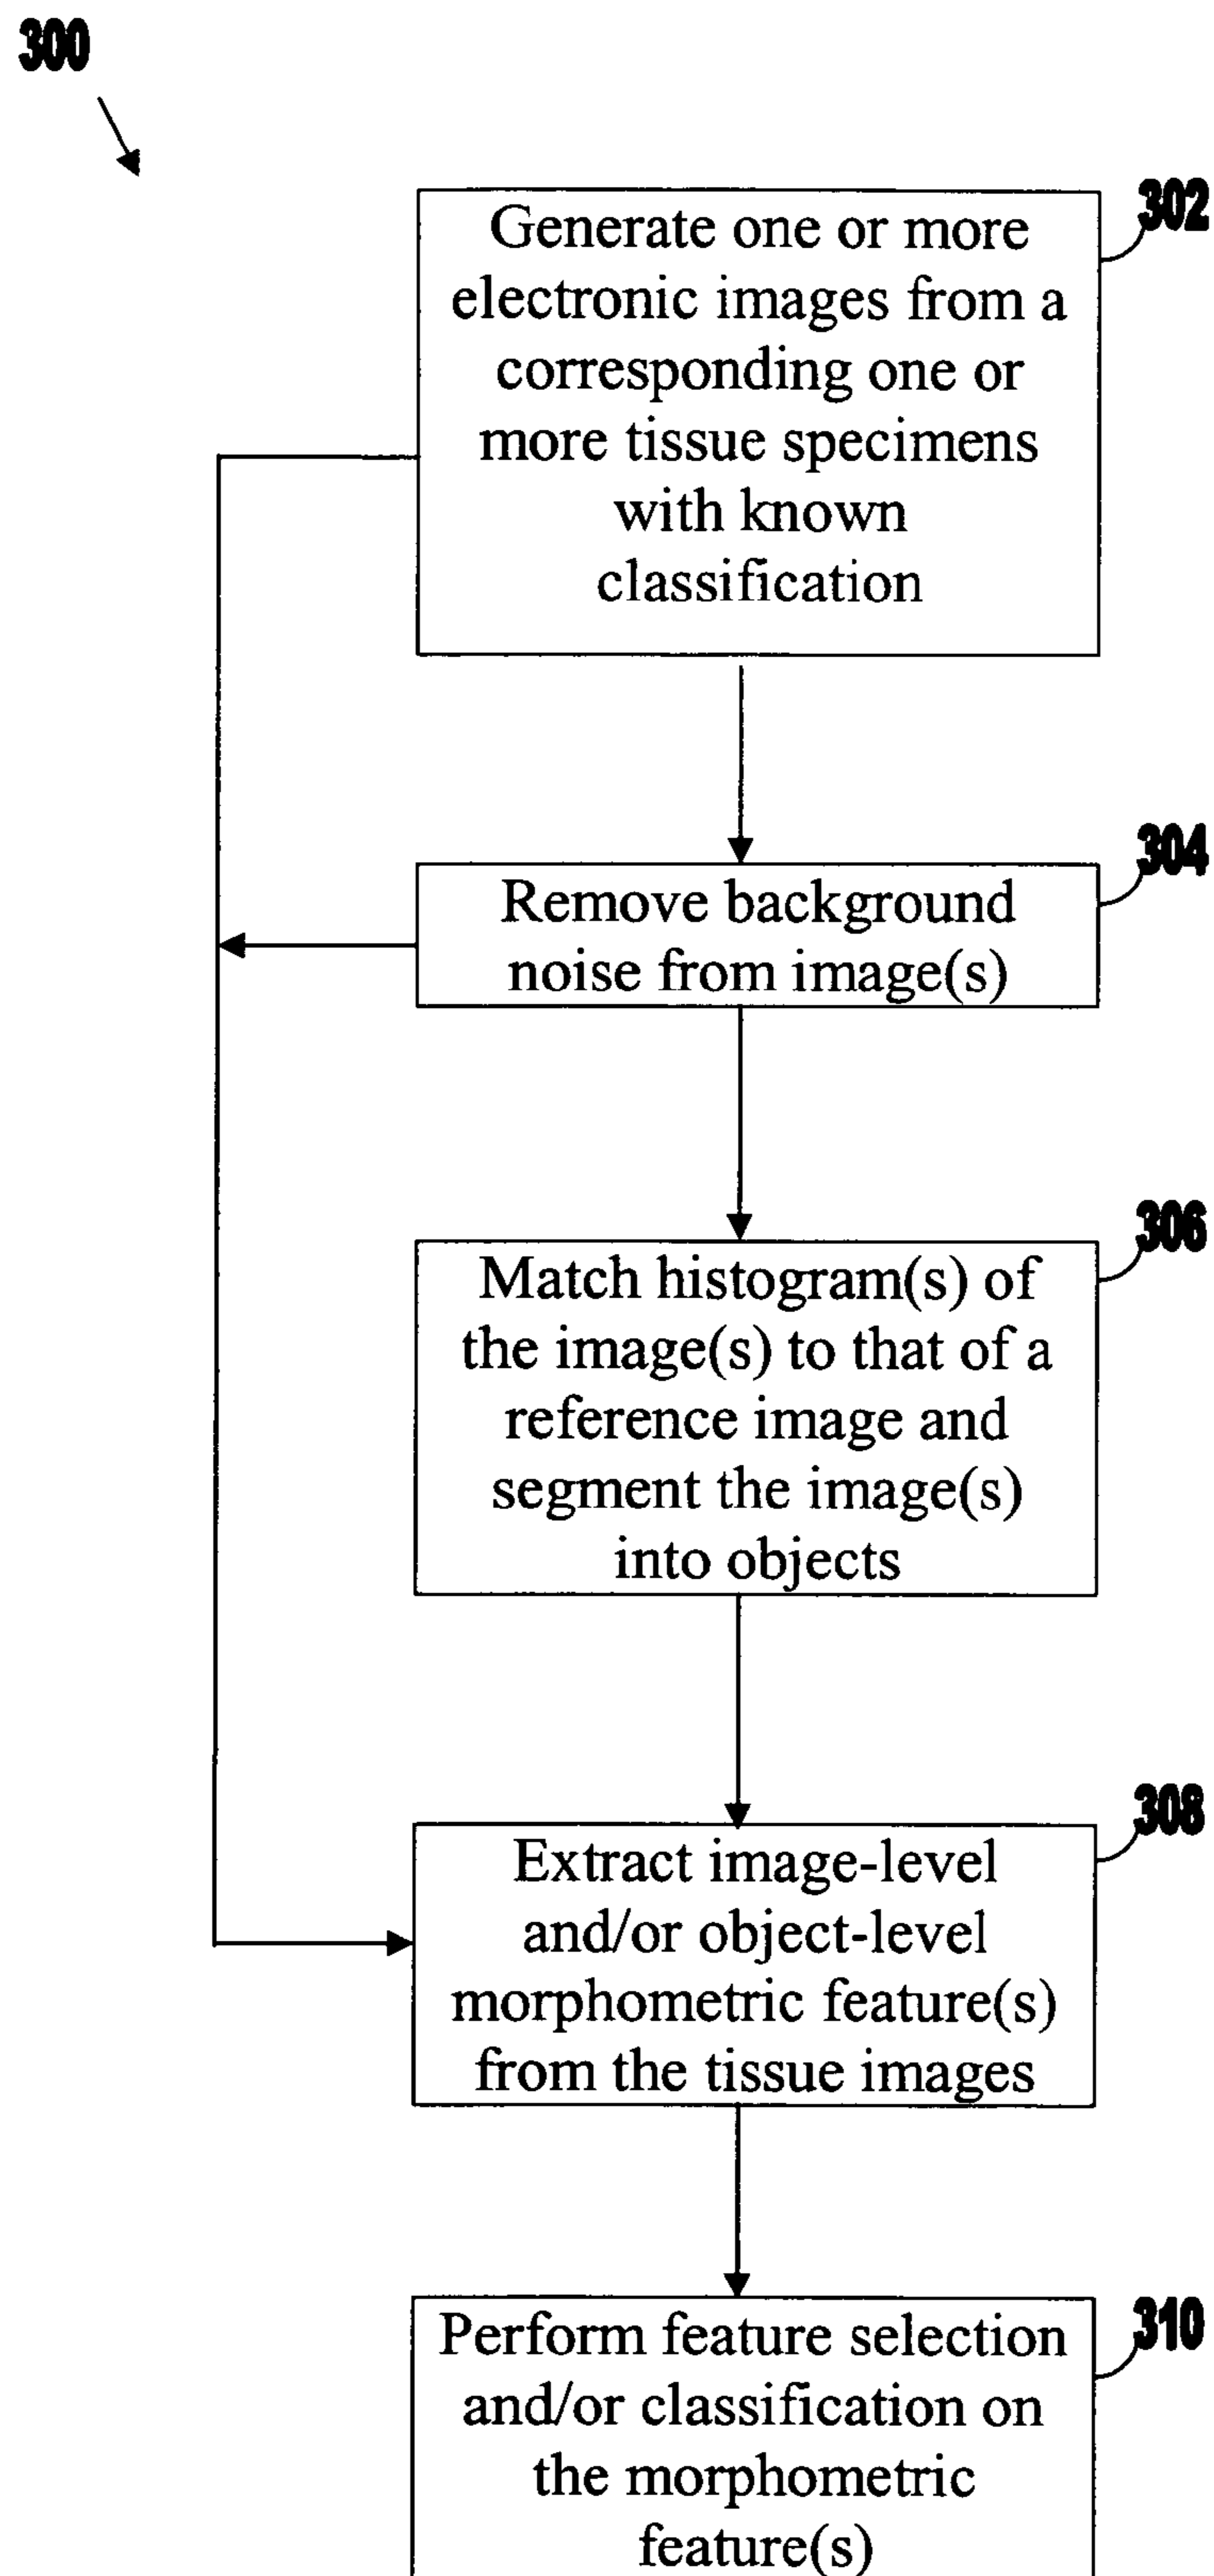 300
302
Generate one or more
electronic images from a
corresponding one or
more tissue specimens
with known
classification
304
Remove background
noise from image(s)
306
Match histogram(s) of
the image(s) to that of a
reference image and
segment the image(s)
into objects
308
Extract image-level
and/or object-level
morphometric feature(s)
from the tissue images
310
Perform feature selection
and/or classification on
the morphometric
feature(s)